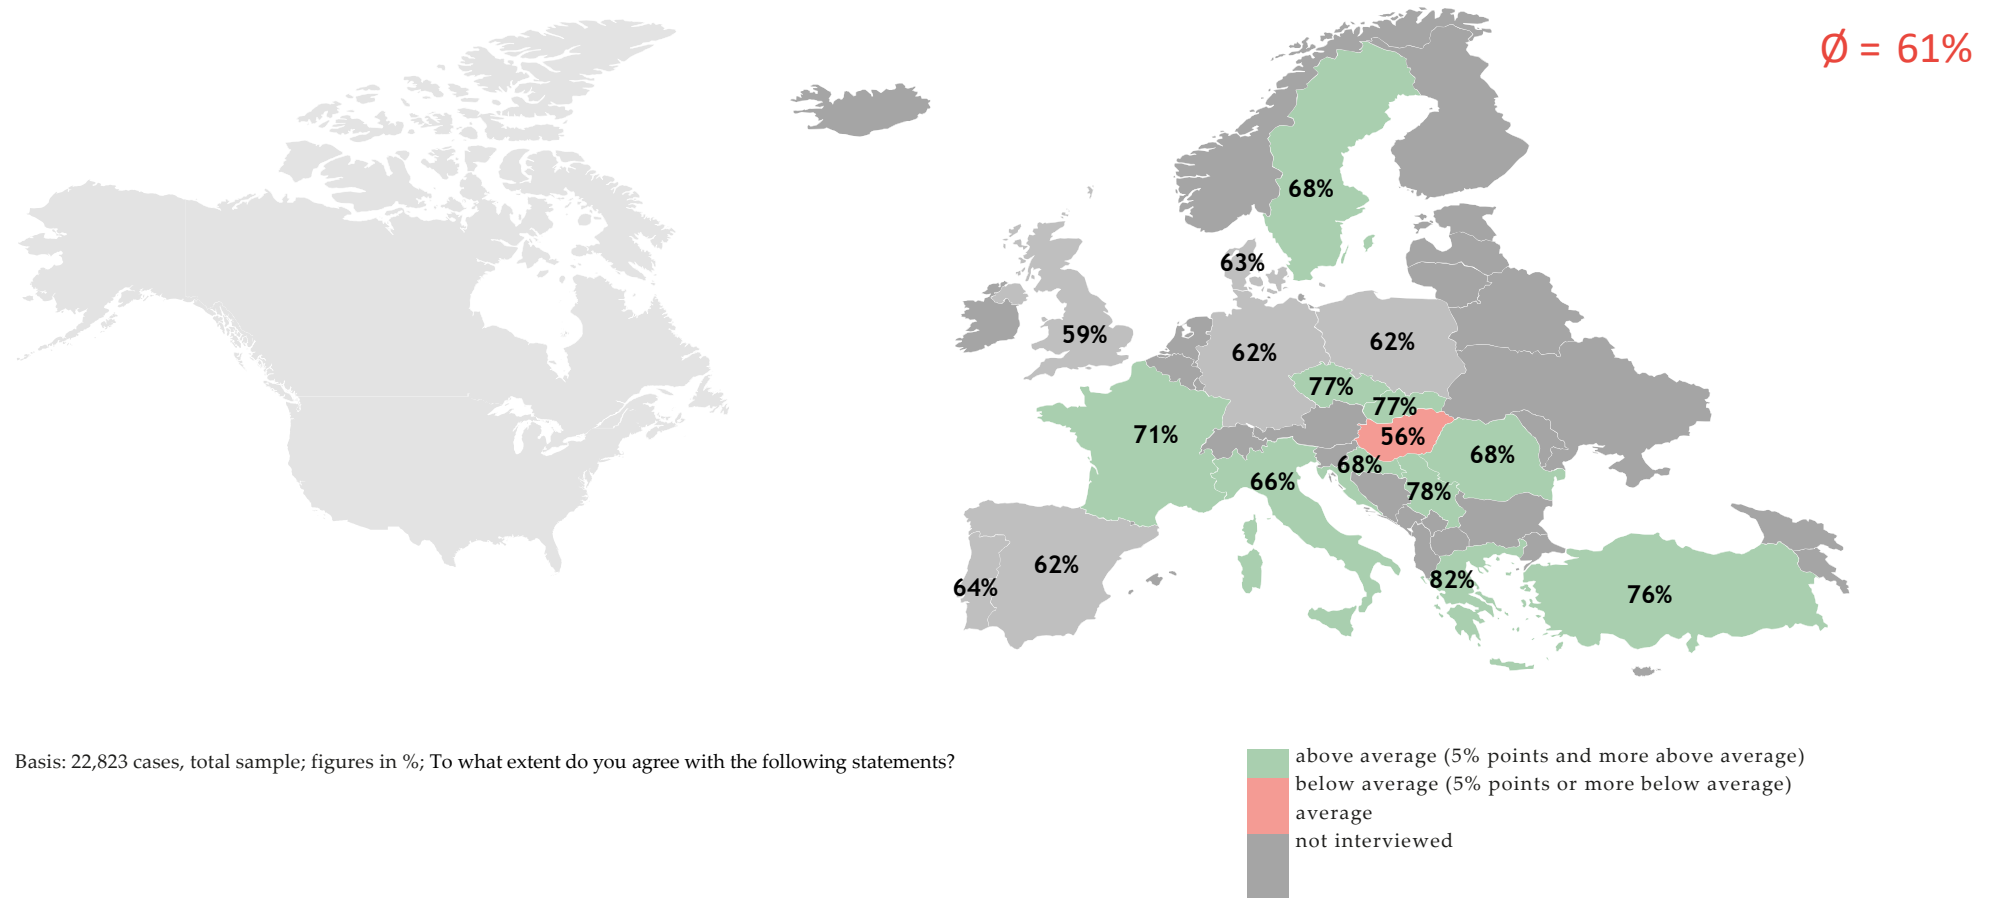 Ø = 61%
68%
63%
59%
62%
62%
77%
77%
71%
56%
68%
68%
66%
78%
62%
64%
82%
76%
Basis: 22,823 cases, total sample; figures in %; To what extent do you agree with the following statements?
above average (5% points and more above average)
below average (5% points or more below average)
average
not interviewed